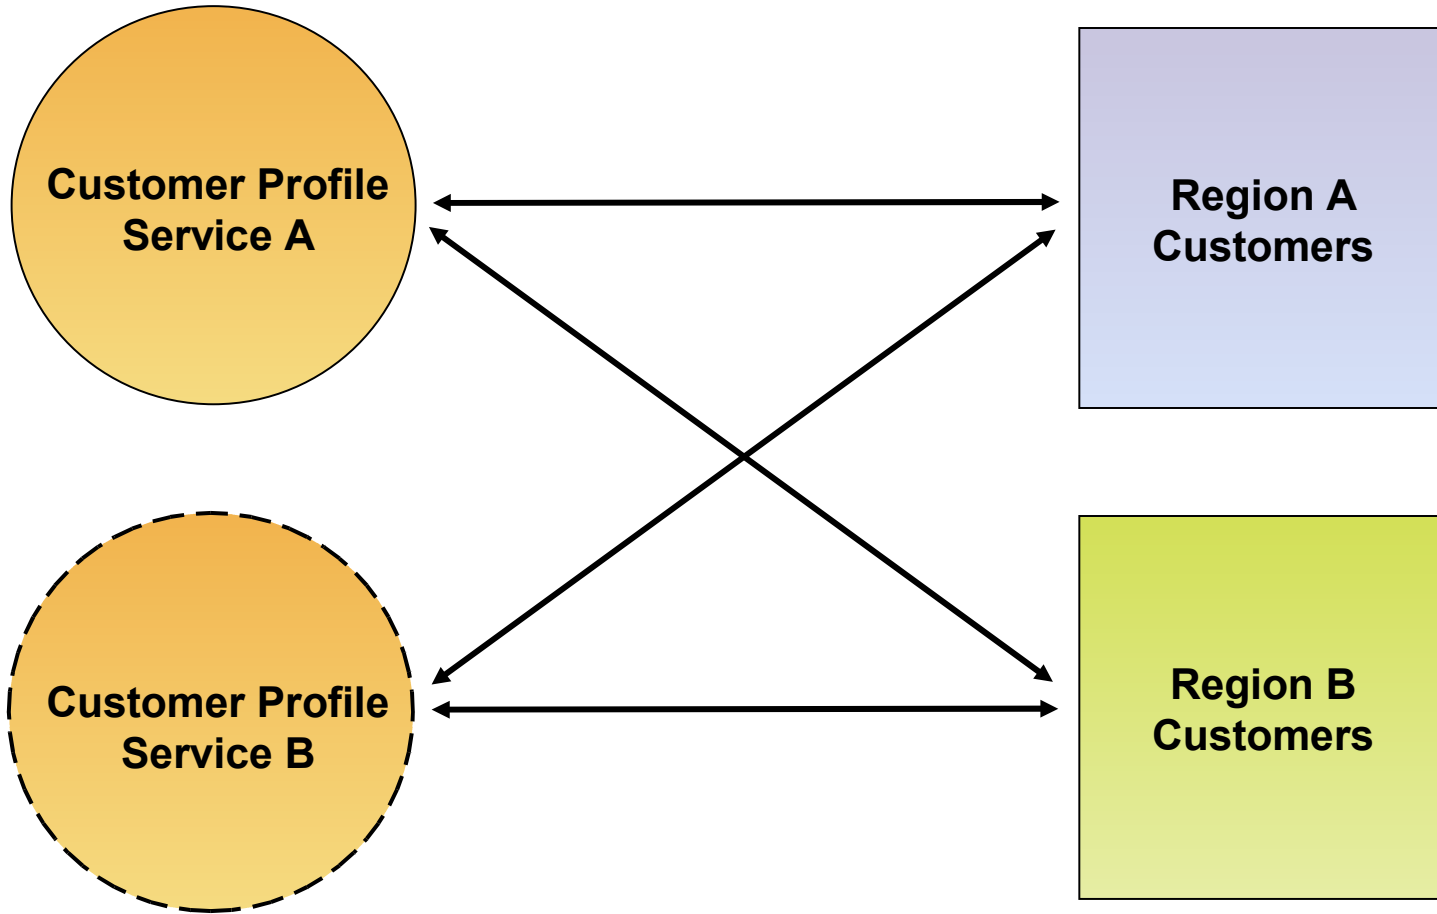 Customer Profile
Service A
Region A
Customers
Customer Profile
Service B
Region B
Customers